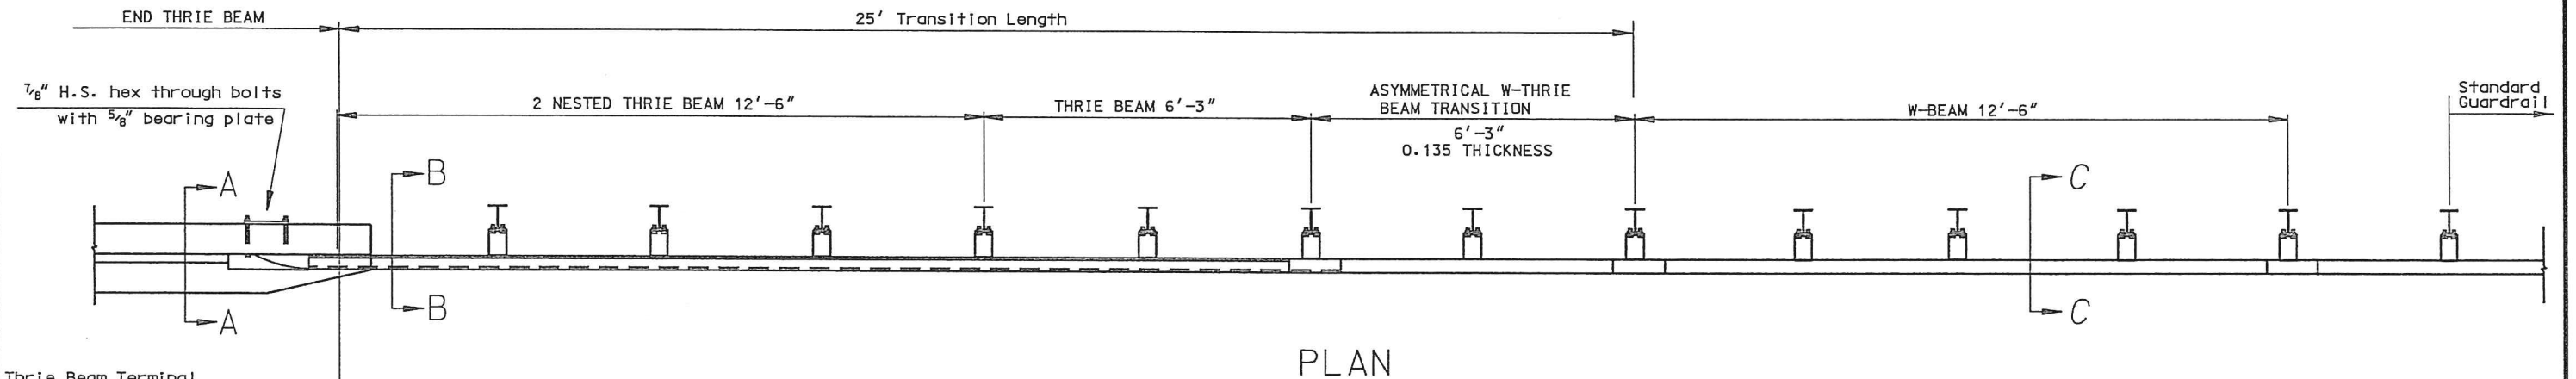 END THRIE BEAM
25' Transition Length
7/8" H.S. hex through bolts
with 5/8" bearing plate
2 NESTED THRIE BEAM 12'-6"
THRIE BEAM 6'-3"
ASYMMETRICAL W-THRIE
BEAM TRANSITION
6'-3"
0.135 THICKNESS
W-BEAM 12'-6"
Standard
Guardrail
A
B
C
A
B
C
PLAN
Thrie Beam Terminal